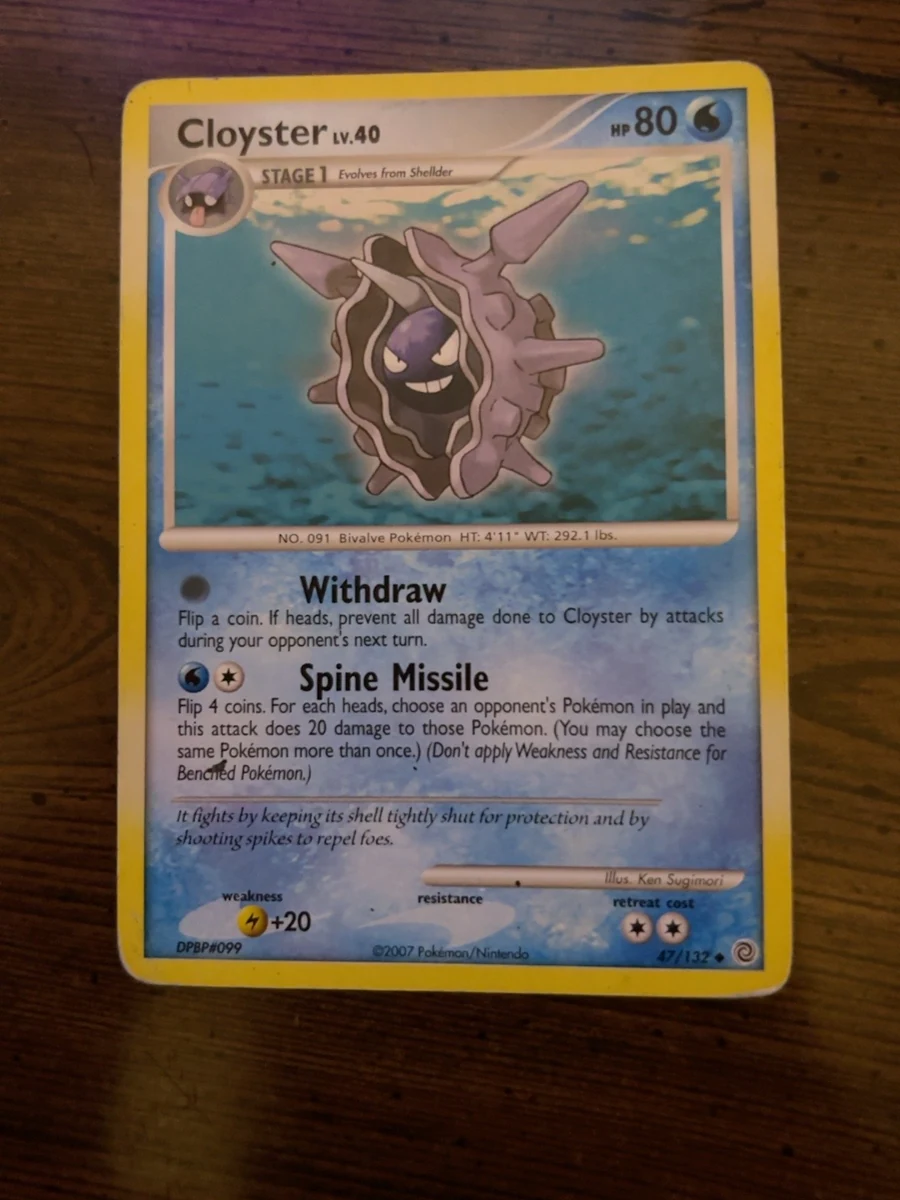 Cloyster LV.40 HP 80
STAGE 1 Evolves from Shellder
NO. 091 Bivalve Pokémon HT: 4'11" WT: 292.1 lbs.
Withdraw
Flip a coin. If heads, prevent all damage done to Cloyster by attacks
during your opponent's next turn.
Spine Missile
Flip 4 coins. For each heads, choose an opponent's Pokémon in play and
this attack does 20 damage to those Pokémon. (You may choose the
same Pokémon more than once.) (Don't apply Weakness and Resistance for
Benched Pokémon.)
It fights by keeping its shell tightly shut for protection and by
shooting spikes to repel foes.
Illus. Ken Sugimori
weakness resistance retreat cost
+20
DPBP#099 ©2007 Pokémon/Nintendo 47/132